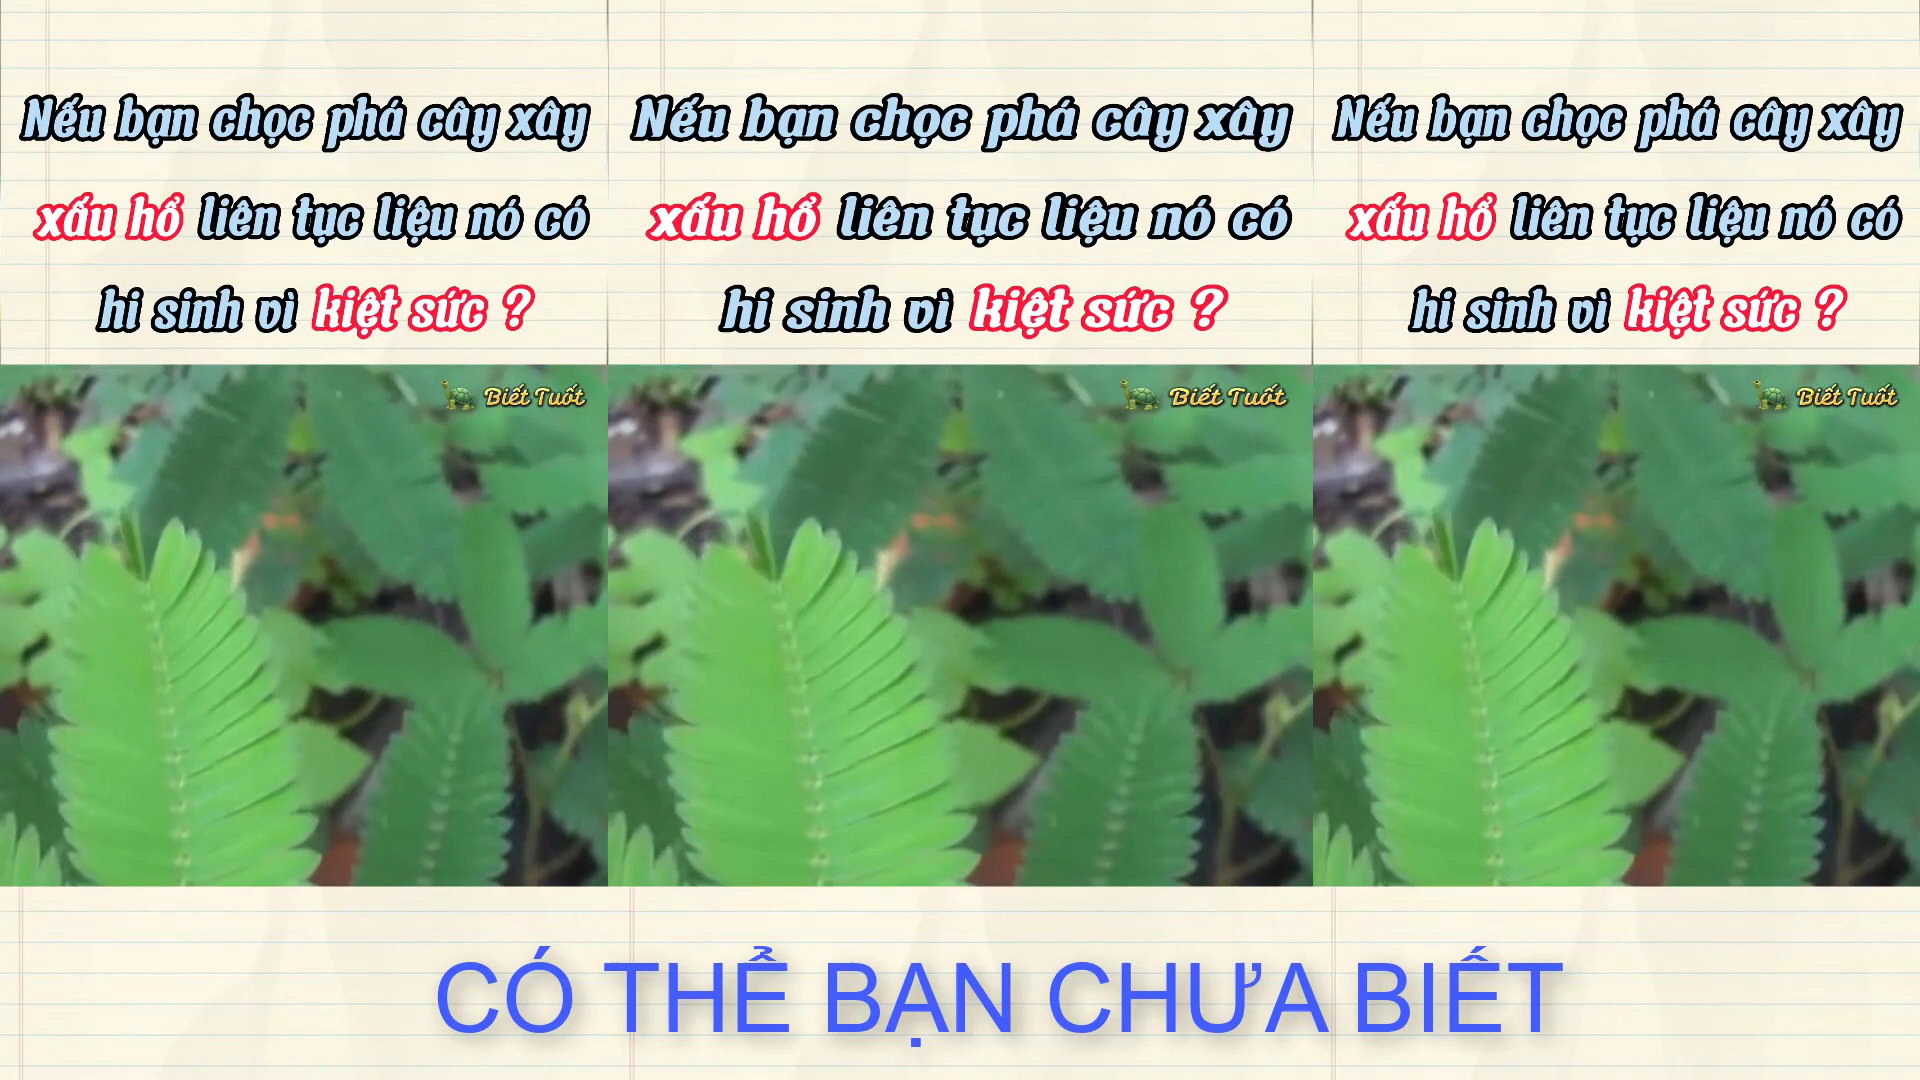 Nếu bạn chọc phá cây xây
xấu hổ liên tục liệu nó có
hi sinh vì kiệt sức ?
Biết Tuốt
Nếu bạn chọc phá cây xây
xấu hổ liên tục liệu nó có
hi sinh vì kiệt sức ?
Biết Tuốt
Nếu bạn chọc phá cây xây
xấu hổ liên tục liệu nó có
hi sinh vì kiệt sức ?
Biết Tuốt
CÓ THỂ BẠN CHƯA BIẾT